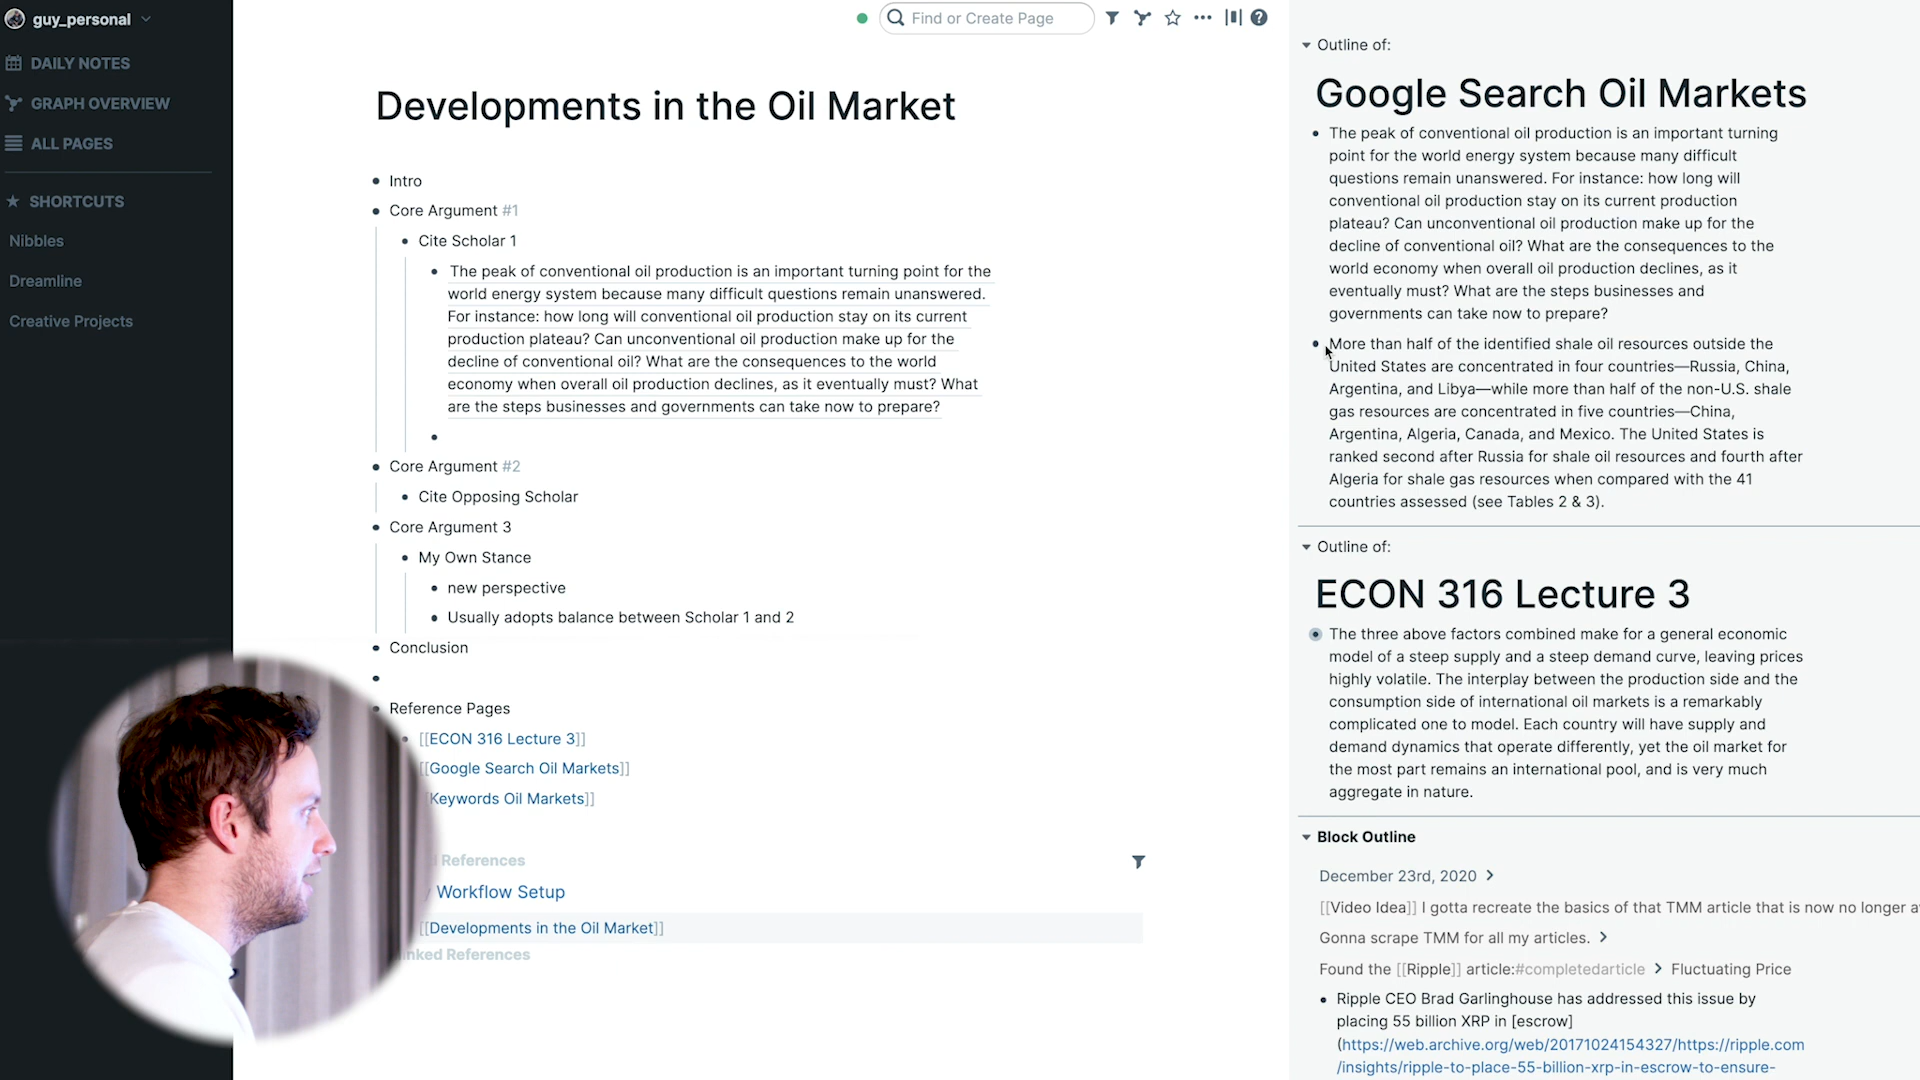 guy_personal
DAILY NOTES
GRAPH OVERVIEW
ALL PAGES
SHORTCUTS
Nibbles
Dreamline
Creative Projects
Find or Create Page
Developments in the Oil Market
Intro
Core Argument #1
Cite Scholar 1
The peak of conventional oil production is an important turning point for the
world energy system because many difficult questions remain unanswered.
For instance: how long will conventional oil production stay on its current
production plateau? Can unconventional oil production make up for the
decline of conventional oil? What are the consequences to the world
economy when overall oil production declines, as it eventually must? What
are the steps businesses and governments can take now to prepare?
Core Argument #2
Cite Opposing Scholar
Core Argument 3
My Own Stance
new perspective
Usually adopts balance between Scholar 1 and 2
Conclusion
Reference Pages
[[ECON 316 Lecture 3]]
[[Google Search Oil Markets]]
[[Keywords Oil Markets]]
References
Workflow Setup
[[Developments in the Oil Market]]
References
Outline of:
Google Search Oil Markets
The peak of conventional oil production is an important turning
point for the world energy system because many difficult
questions remain unanswered. For instance: how long will
conventional oil production stay on its current production
plateau? Can unconventional oil production make up for the
decline of conventional oil? What are the consequences to the
world economy when overall oil production declines, as it
eventually must? What are the steps businesses and
governments can take now to prepare?
More than half of the identified shale oil resources outside the
United States are concentrated in four countries—Russia, China,
Argentina, and Libya—while more than half of the non-U.S. shale
gas resources are concentrated in five countries—China,
Argentina, Algeria, Canada, and Mexico. The United States is
ranked second after Russia for shale oil resources and fourth after
Algeria for shale gas resources when compared with the 41
countries assessed (see Tables 2 & 3).
Outline of:
ECON 316 Lecture 3
The three above factors combined make for a general economic
model of a steep supply and a steep demand curve, leaving prices
highly volatile. The interplay between the production side and the
consumption side of international oil markets is a remarkably
complicated one to model. Each country will have supply and
demand dynamics that operate differently, yet the oil market for
the most part remains an international pool, and is very much
aggregate in nature.
Block Outline
December 23rd, 2020
[[Video Idea]] I gotta recreate the basics of that TMM article that is now no longer
Gonna scrape TMM for all my articles.
Found the [[Ripple]] article:#completedarticle > Fluctuating Price
Ripple CEO Brad Garlinghouse has addressed this issue by
placing 55 billion XRP in [escrow]
(https://web.archive.org/web/20171024154327/https://ripple.com
/insights/ripple-to-place-55-billion-xrp-in-escrow-to-ensure-